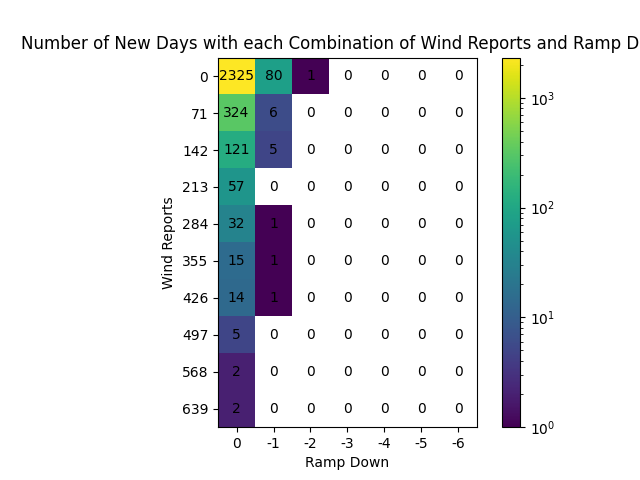 Number of New Days with each Combination of Wind Reports and Ramp D
0 2325 80 1 0 0 0 0
71 324 6 0 0 0 0 0
142 121 5 0 0 0 0 0
213 57 0 0 0 0 0 0
284 32 1 0 0 0 0 0
355 15 1 0 0 0 0 0
426 14 1 0 0 0 0 0
497 5 0 0 0 0 0 0
568 2 0 0 0 0 0 0
639 2 0 0 0 0 0 0
0 -1 -2 -3 -4 -5 -6
Ramp Down
Wind Reports
10³
10²
10¹
10⁰